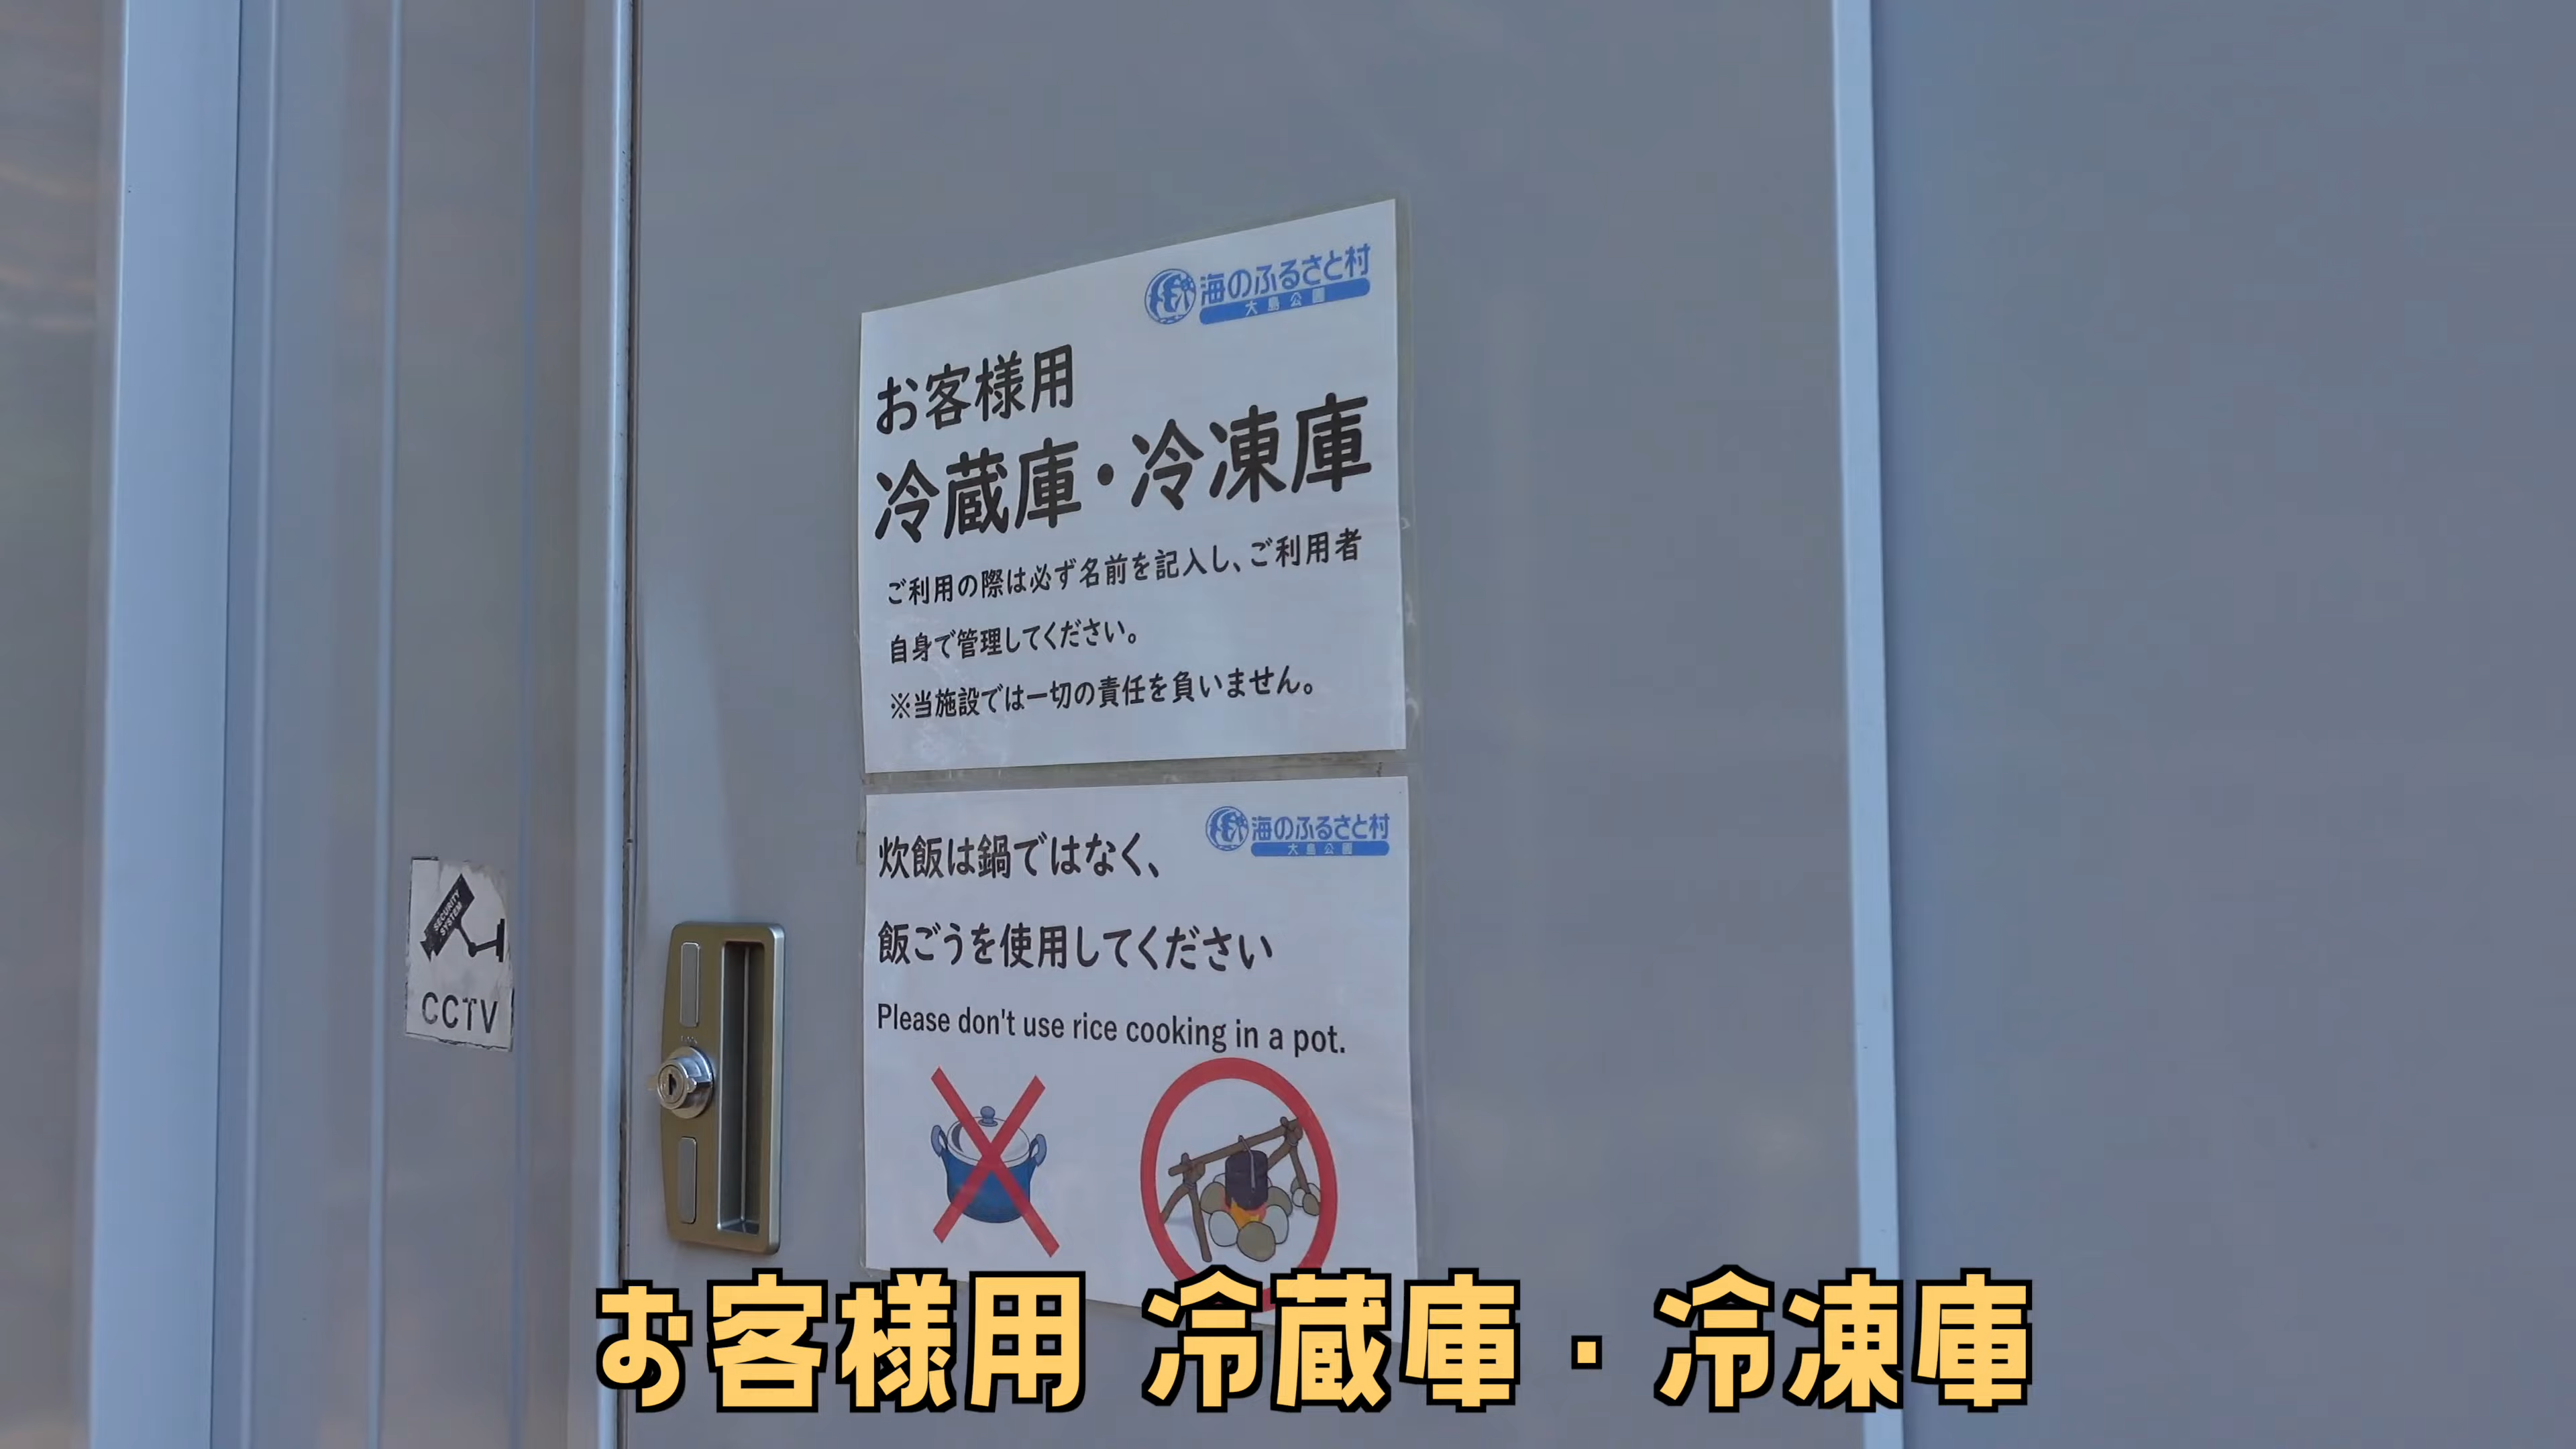 海のふるさと村
大島公園
お客様用
冷蔵庫・冷凍庫
ご利用の際は必ず名前を記入し、ご利用者
自身で管理してください。
※当施設では一切の責任を負いません。
海のふるさと村
大島公園
炊飯は鍋ではなく、
飯ごうを使用してください
Please don't use rice cooking in a pot.
SECURITY
SYSTEM
CCTV
お客様用 冷蔵庫・冷凍庫